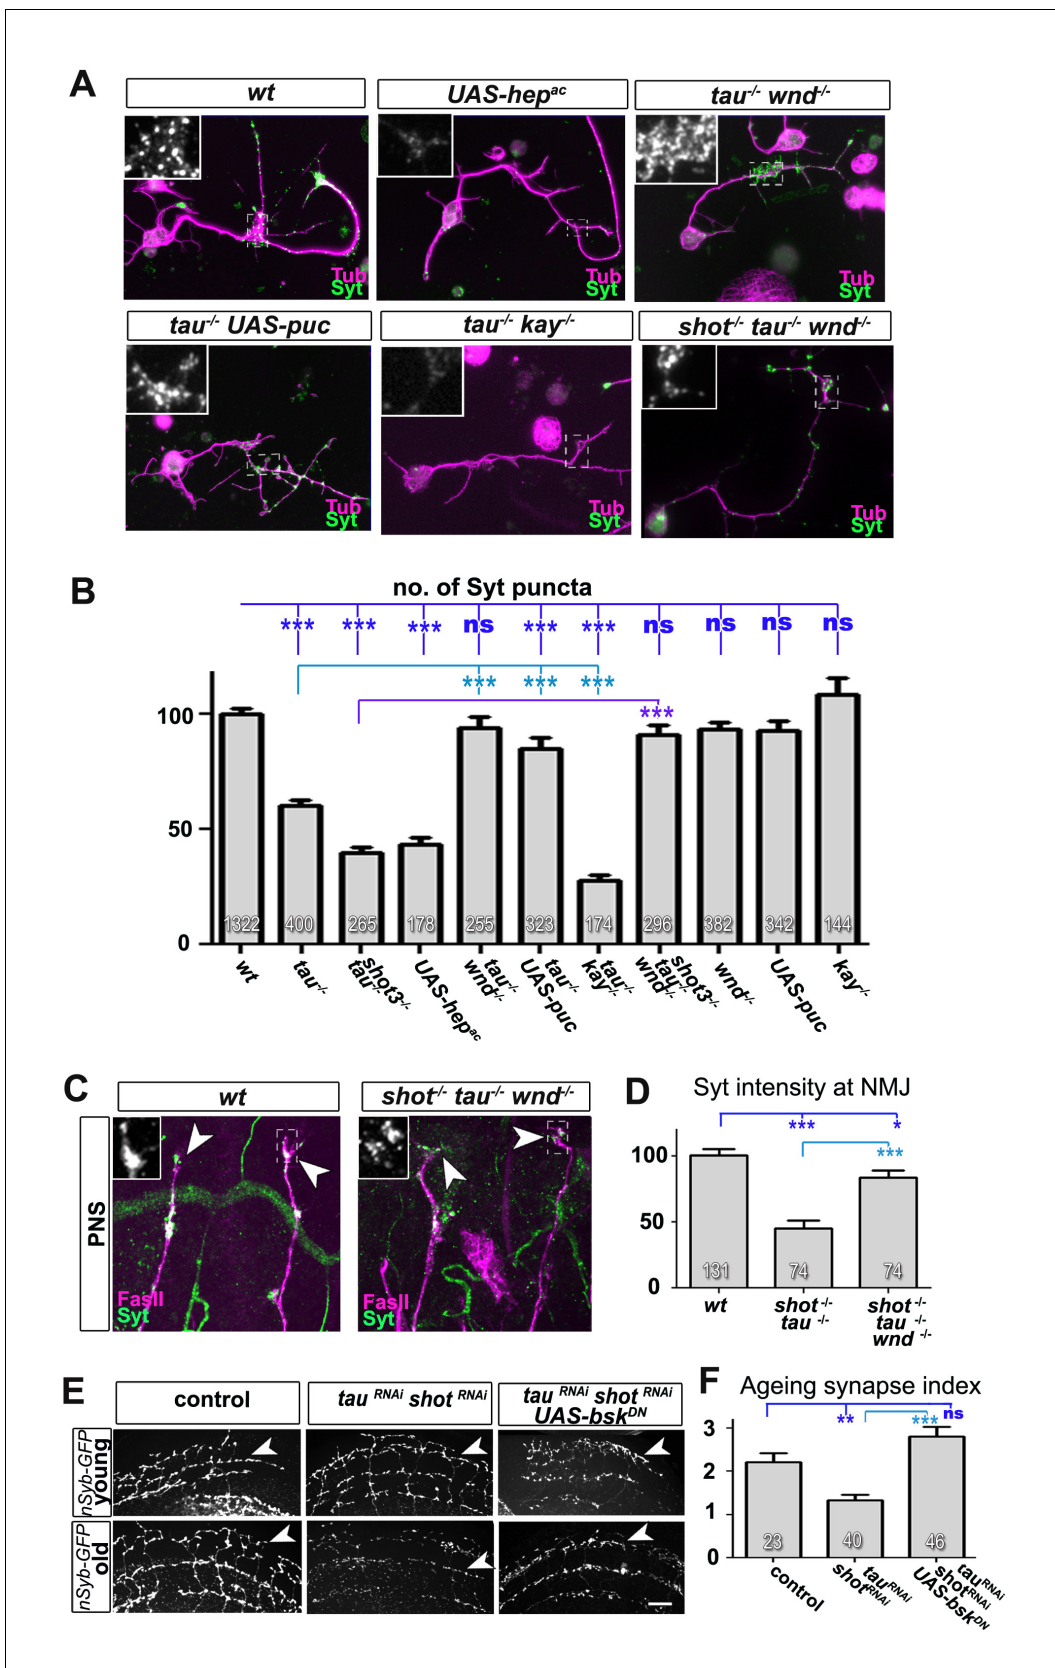 A
wt
UAS-hep^ac
tau-/- wnd-/-
Tub
Syt
Tub
Syt
Tub
Syt
tau-/- UAS-puc
tau-/- kay-/-
shot-/- tau-/- wnd-/-
Tub
Syt
Tub
Syt
Tub
Syt
B
no. of Syt puncta
*** *** *** ns *** *** ns ns ns ns
*** *** ***
***
100
50
0
1322 400 265 178 255 323 174 296 382 342 144
wt
tau-/-
shot3-/-
tau-/-
UAS-hep^ac
tau-/-
wnd-/-
tau-/-
UAS-puc
tau-/-
kay-/-
shot3-/-
tau-/-
wnd-/-
wnd-/-
UAS-puc
kay-/-
C
wt
shot-/- tau-/- wnd-/-
PNS
FasII
Syt
FasII
Syt
D
Syt intensity at NMJ
*** *
***
100
50
0
131 74 74
wt
shot -/-
tau -/-
shot -/-
tau -/-
wnd -/-
E
control
tau RNAi shot RNAi
tau RNAi shot RNAi
UAS-bsk^DN
nSyb-GFP
young
nSyb-GFP
old
F
Ageing synapse index
** *** ns
3
2
1
0
23 40 46
control
tau^RNAi
shot^RNAi
tau^RNAi
shot^RNAi
UAS-bsk^DN